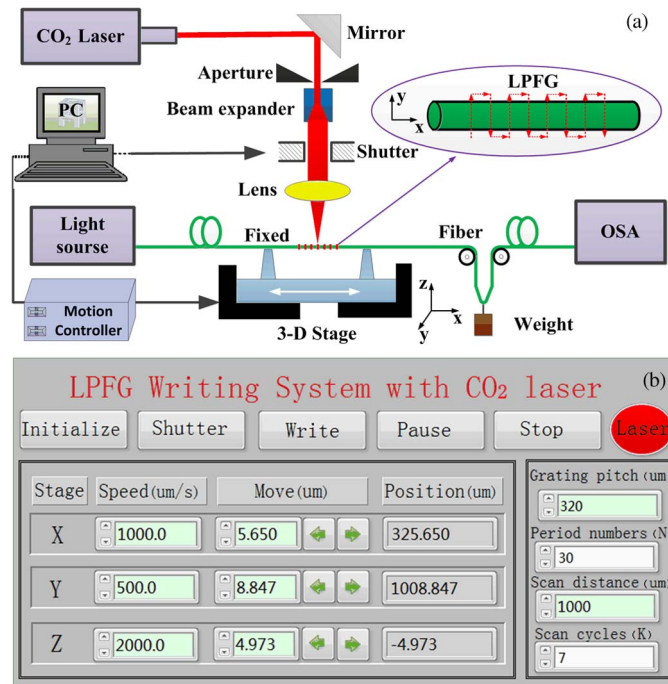 (a)
CO2 Laser
Mirror
Aperture
LPFG
Beam expander
y
x
PC
Shutter
Lens
Light
sourse
Fixed
Fiber
OSA
Motion
Controller
3-D Stage
z
x
y
Weight
(b)
LPFG Writing System with CO2 laser
Initialize Shutter Write Pause Stop Laser
Stage Speed(um/s) Move(um) Position(um)
X 1000.0 5.650 325.650
Y 500.0 8.847 1008.847
Z 2000.0 4.973 -4.973
Grating pitch(um
320
Period numbers(N
30
Scan distance(um
1000
Scan cycles(K)
7